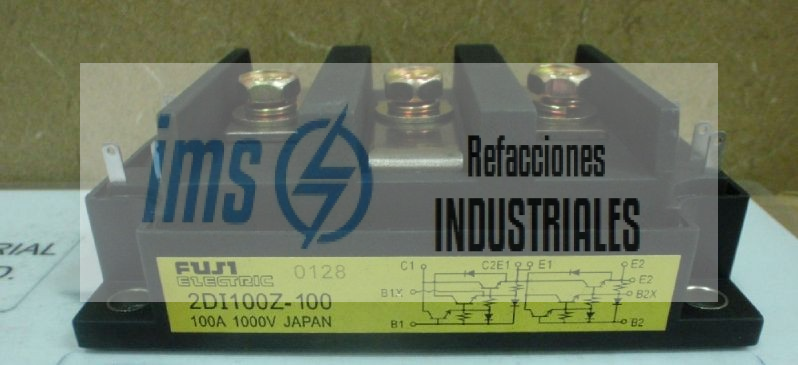 ims
Refacciones
INDUSTRIALES
RIAL
D.
FUJI
ELECTRIC
0128
2DI100Z-100
100A 1000V JAPAN
C1
C2E1
E1
E2
E2
B1X
B2X
B1
B2